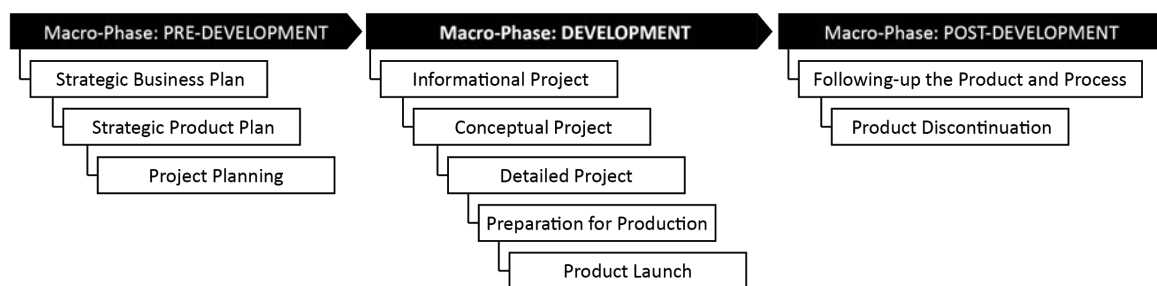 Macro-Phase: PRE-DEVELOPMENT
Strategic Business Plan
Strategic Product Plan
Project Planning
Macro-Phase: DEVELOPMENT
Informational Project
Conceptual Project
Detailed Project
Preparation for Production
Product Launch
Macro-Phase: POST-DEVELOPMENT
Following-up the Product and Process
Product Discontinuation